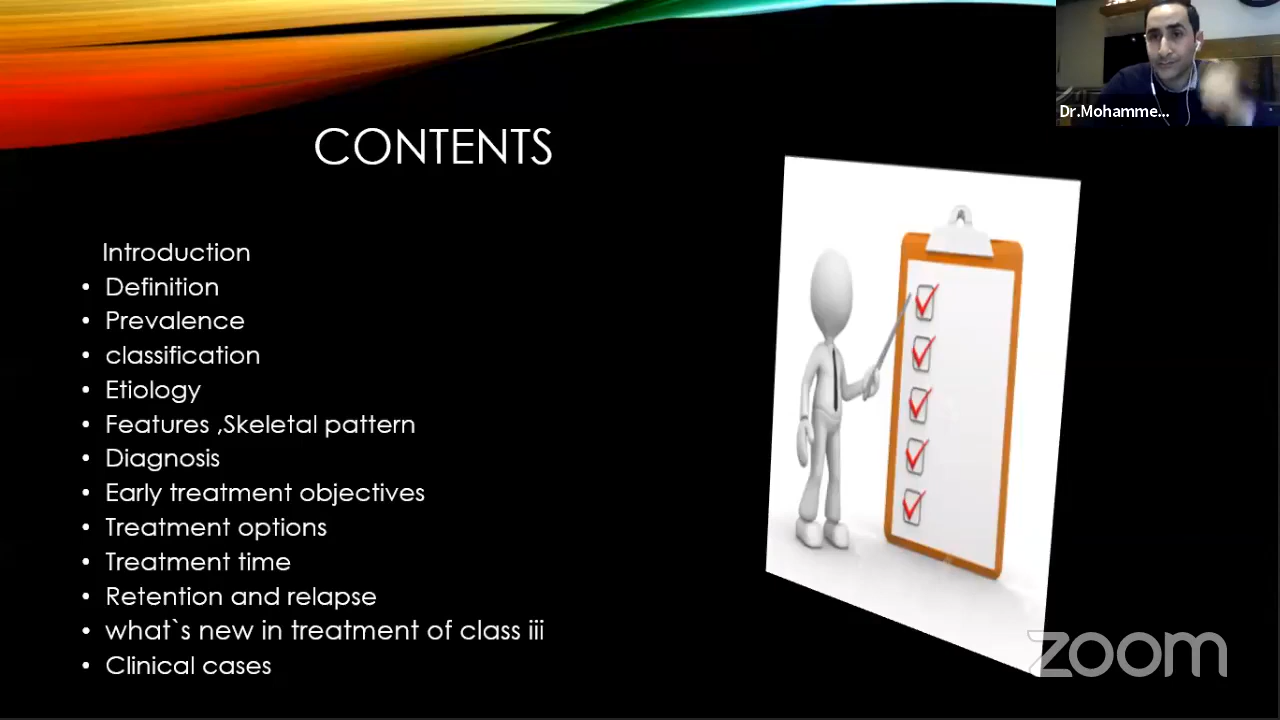 Dr.Mohamme...
CONTENTS
Introduction
• Definition
• Prevalence
• classification
• Etiology
• Features ,Skeletal pattern
• Diagnosis
• Early treatment objectives
• Treatment options
• Treatment time
• Retention and relapse
• what`s new in treatment of class iii
• Clinical cases
zoom